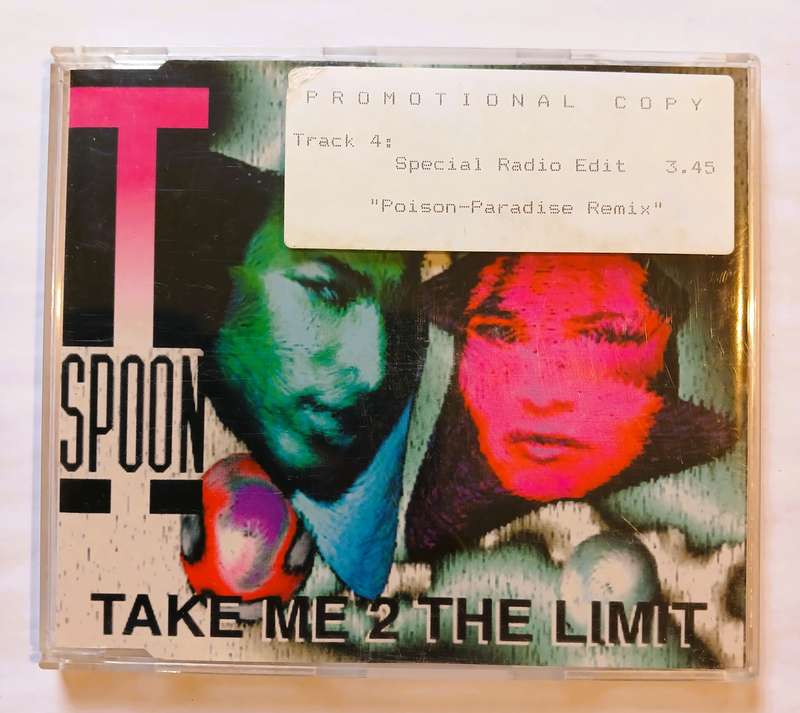 PROMOTIONAL COPY
Track 4:
Special Radio Edit 3.45
"Poison-Paradise Remix"
T
SPOON
TAKE ME 2 THE LIMIT